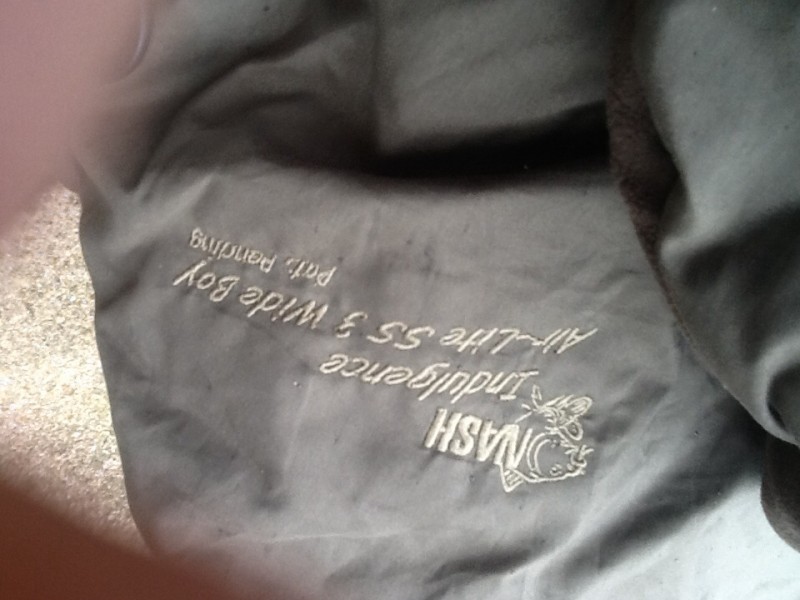 NASH
Indulgence
Air-Lite SS 3 Wide Boy
Pat. Pending